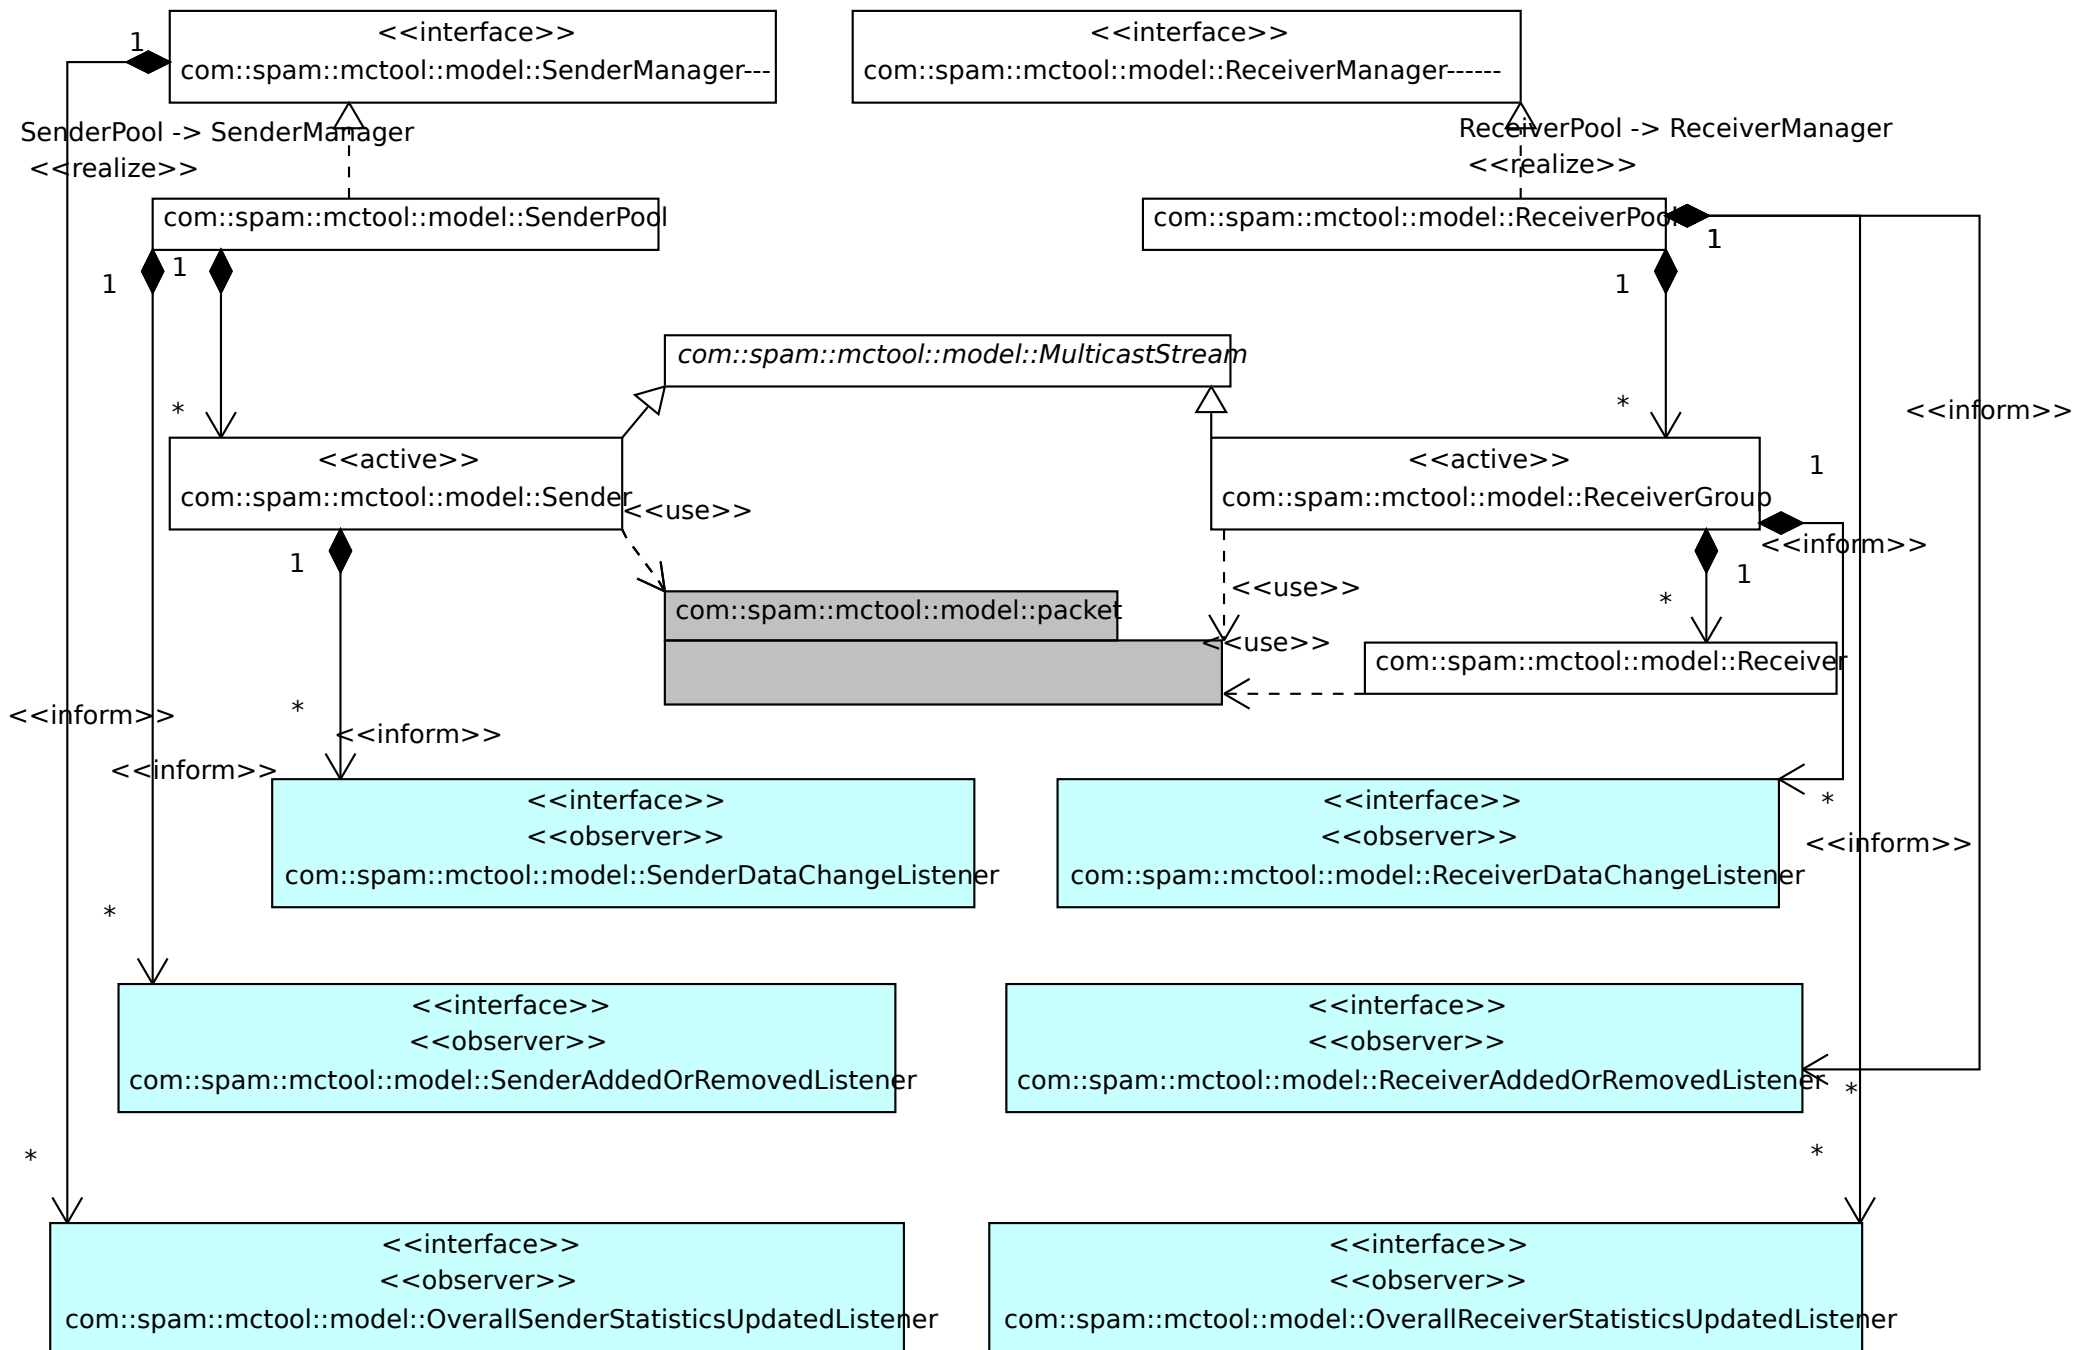 1
<<interface>>
com::spam::mctool::model::SenderManager---
<<interface>>
com::spam::mctool::model::ReceiverManager------
SenderPool -> SenderManager
<<realize>>
ReceiverPool -> ReceiverManager
<<realize>>
com::spam::mctool::model::SenderPool
com::spam::mctool::model::ReceiverPool
1
1
1
1
com::spam::mctool::model::MulticastStream
*
*
<<inform>>
<<active>>
com::spam::mctool::model::Sender
<<use>>
<<active>>
com::spam::mctool::model::ReceiverGroup
1
<<inform>>
1
1
<<use>>
*
com::spam::mctool::model::packet
<<use>>
com::spam::mctool::model::Receiver
*
<<inform>>
<<inform>>
<<inform>>
<<interface>>
<<observer>>
com::spam::mctool::model::SenderDataChangeListener
<<interface>>
<<observer>>
com::spam::mctool::model::ReceiverDataChangeListener
*
<<inform>>
*
<<interface>>
<<observer>>
com::spam::mctool::model::SenderAddedOrRemovedListener
<<interface>>
<<observer>>
com::spam::mctool::model::ReceiverAddedOrRemovedListener
*
*
*
<<interface>>
<<observer>>
com::spam::mctool::model::OverallSenderStatisticsUpdatedListener
<<interface>>
<<observer>>
com::spam::mctool::model::OverallReceiverStatisticsUpdatedListener